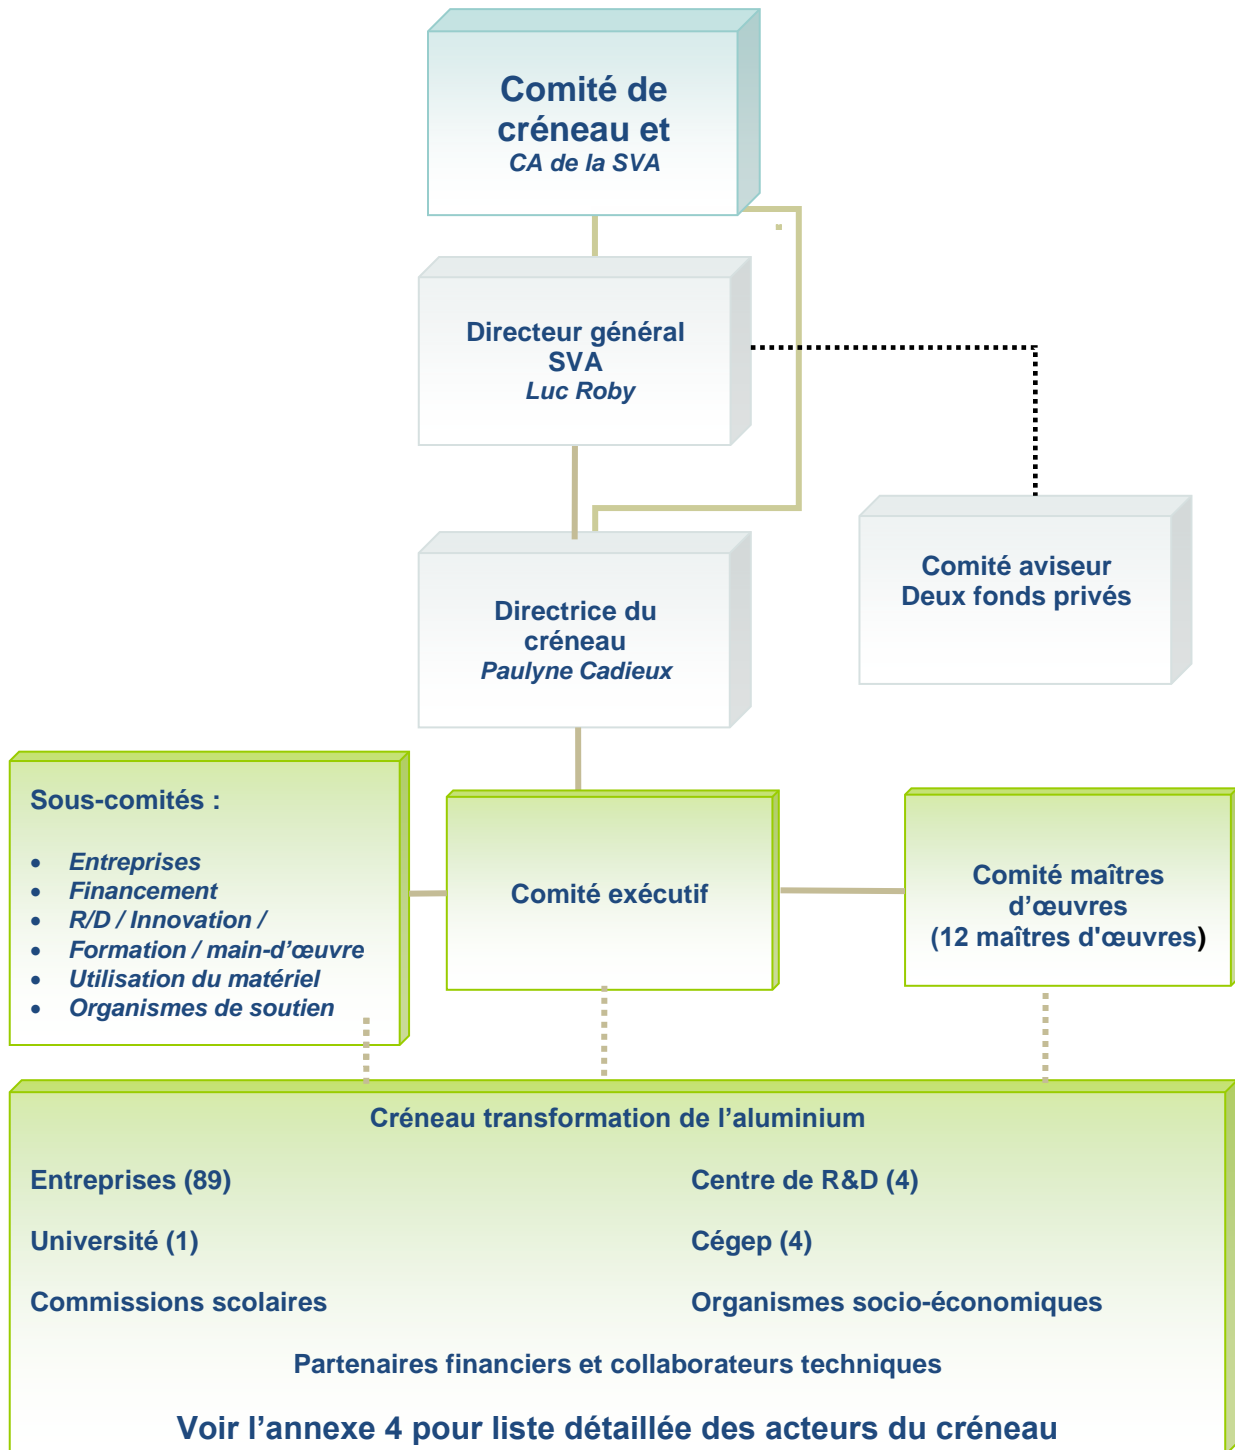 Comité de
créneau et
CA de la SVA
Directeur général
SVA
Luc Roby
Comité aviseur
Deux fonds privés
Directrice du
créneau
Paulyne Cadieux
Sous-comités :
• Entreprises
• Financement
• R/D / Innovation /
• Formation / main-d’œuvre
• Utilisation du matériel
• Organismes de soutien
Comité exécutif
Comité maîtres
d’œuvres
(12 maîtres d'œuvres)
Créneau transformation de l’aluminium
Entreprises (89)
Centre de R&D (4)
Université (1)
Cégep (4)
Commissions scolaires
Organismes socio-économiques
Partenaires financiers et collaborateurs techniques
Voir l’annexe 4 pour liste détaillée des acteurs du créneau